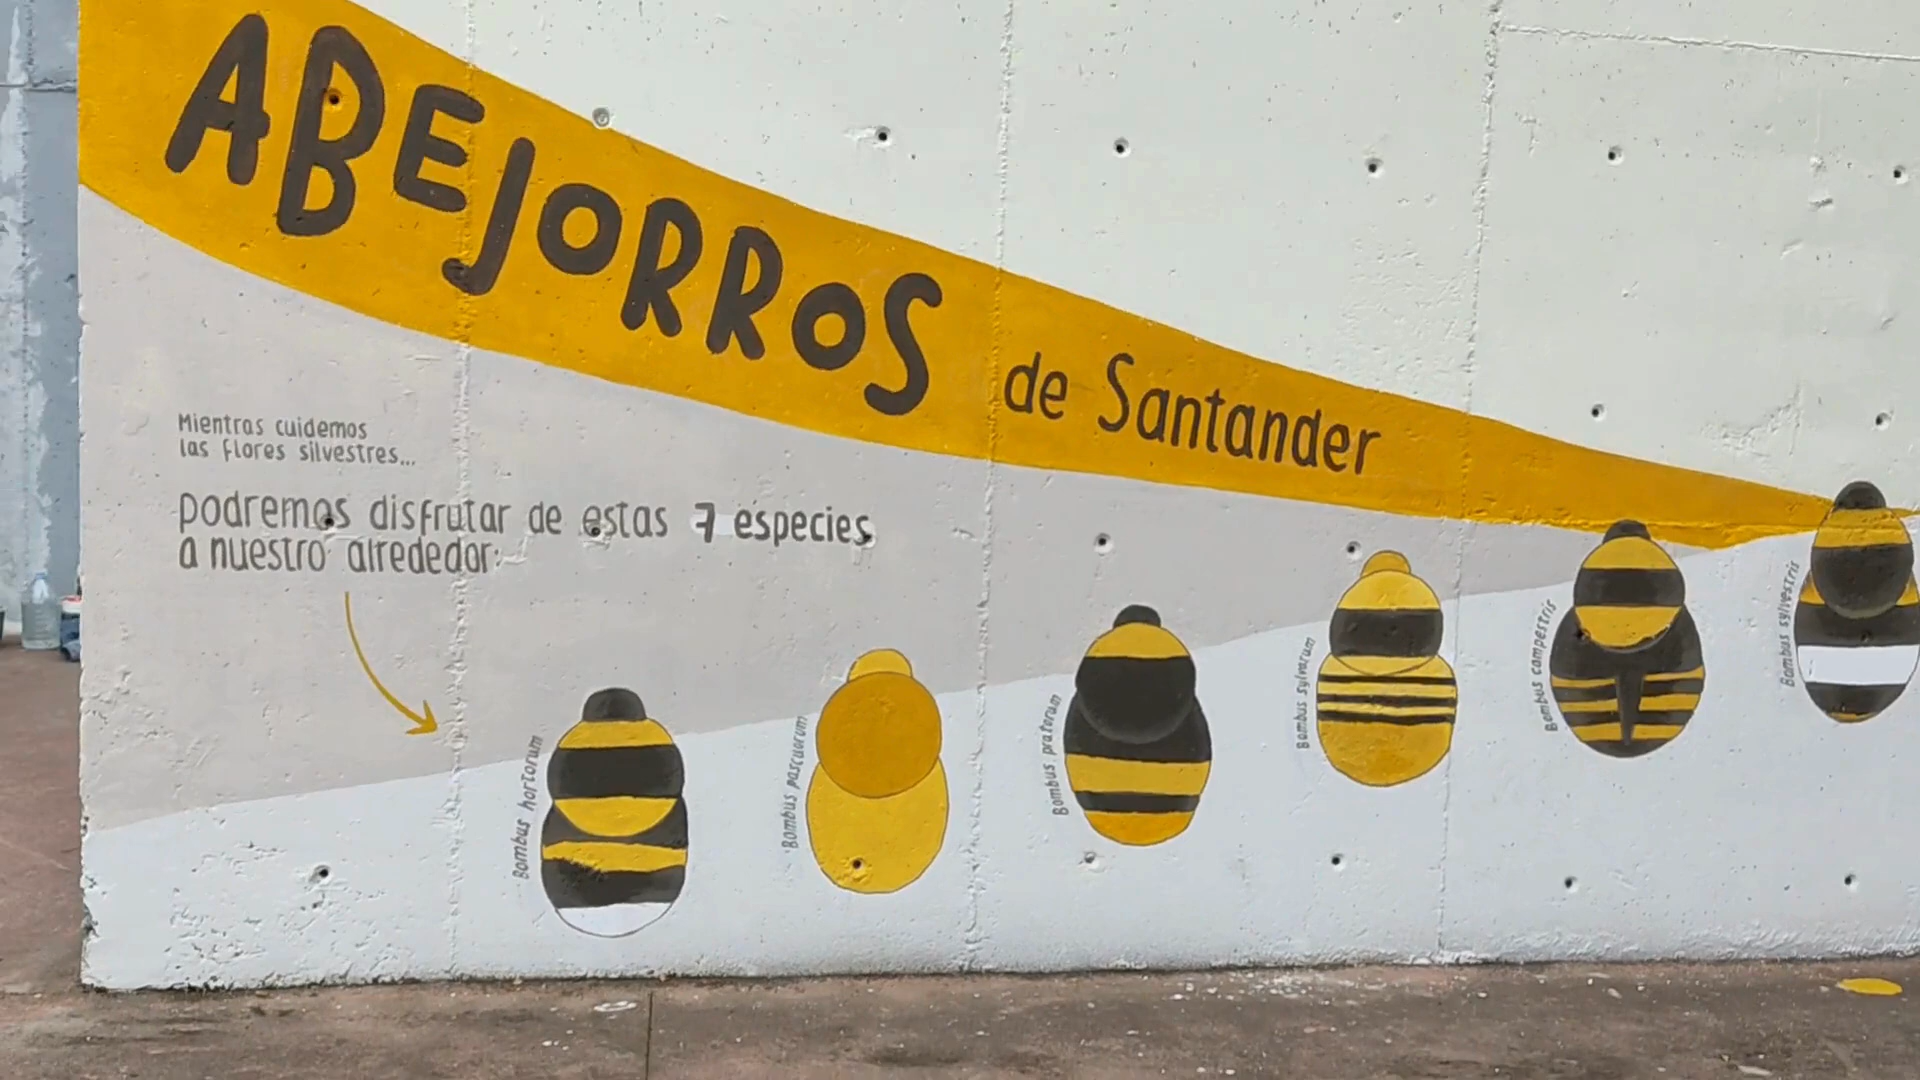 ABEJORROS de Santander
Mientras cuidemos
las flores silvestres...
podremos disfrutar de estas 7 especies
a nuestro alrededor:
Bombus hortorum
Bombus pascuorum
Bombus pratorum
Bombus sylvarum
Bombus campestris
Bombus sylvestris